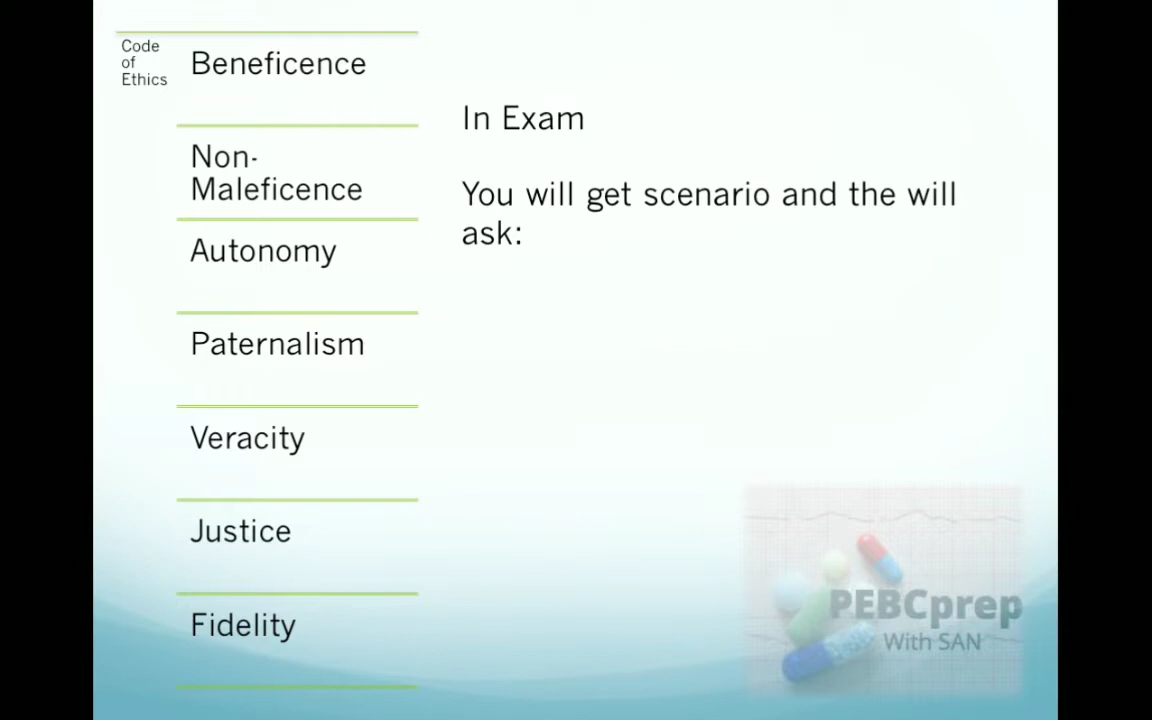 Code
of
Ethics
Beneficence
Non-
Maleficence
Autonomy
Paternalism
Veracity
Justice
Fidelity
In Exam
You will get scenario and the will
ask:
PEBCprep
With SAN